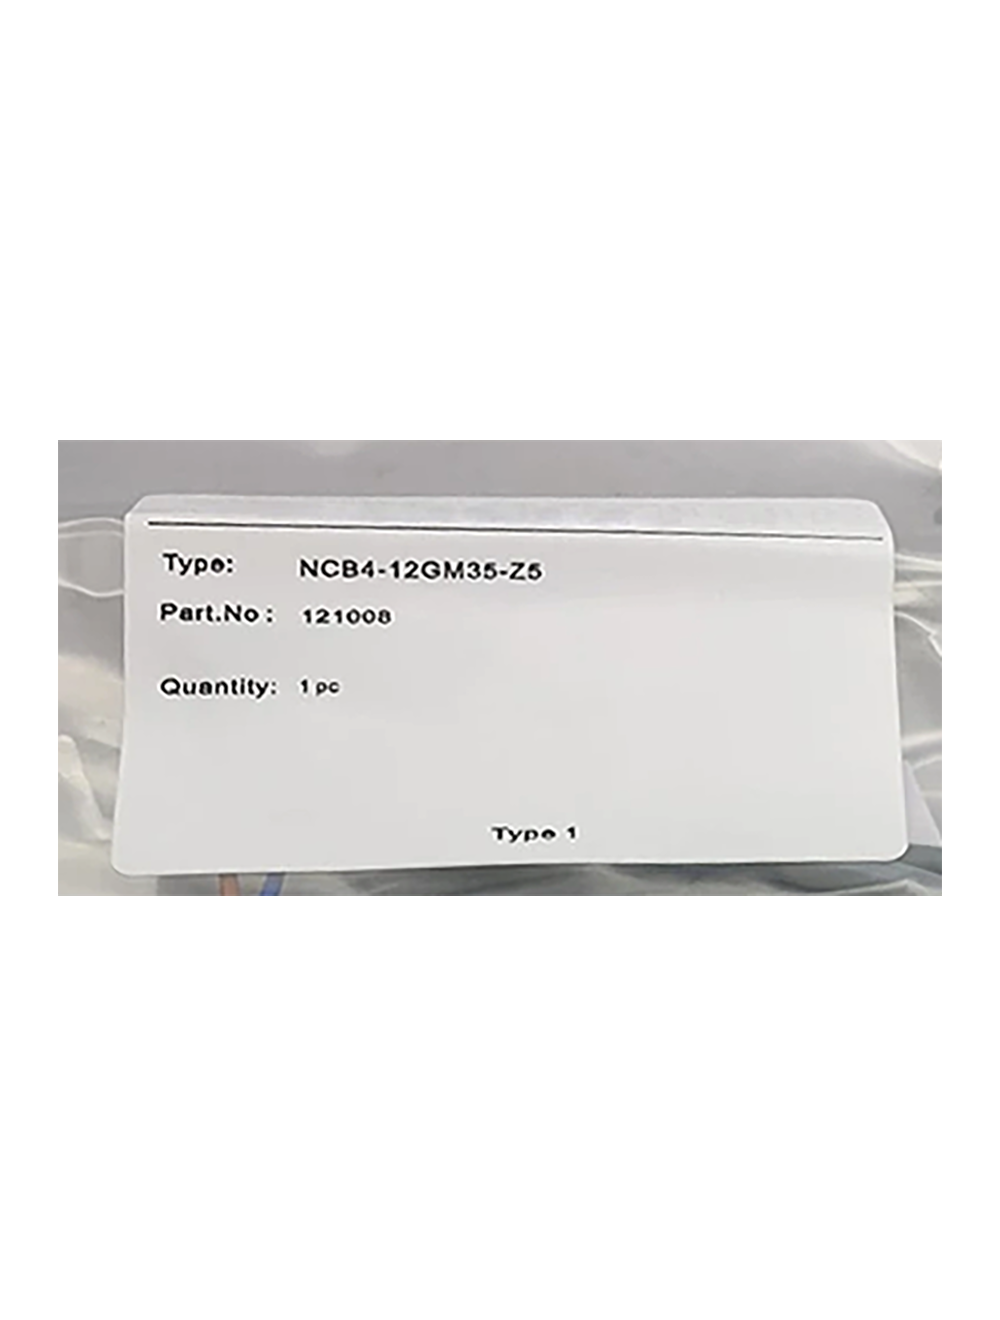 Type: NCB4-12GM35-Z5
Part.No: 121008
Quantity: 1 pc
Type 1